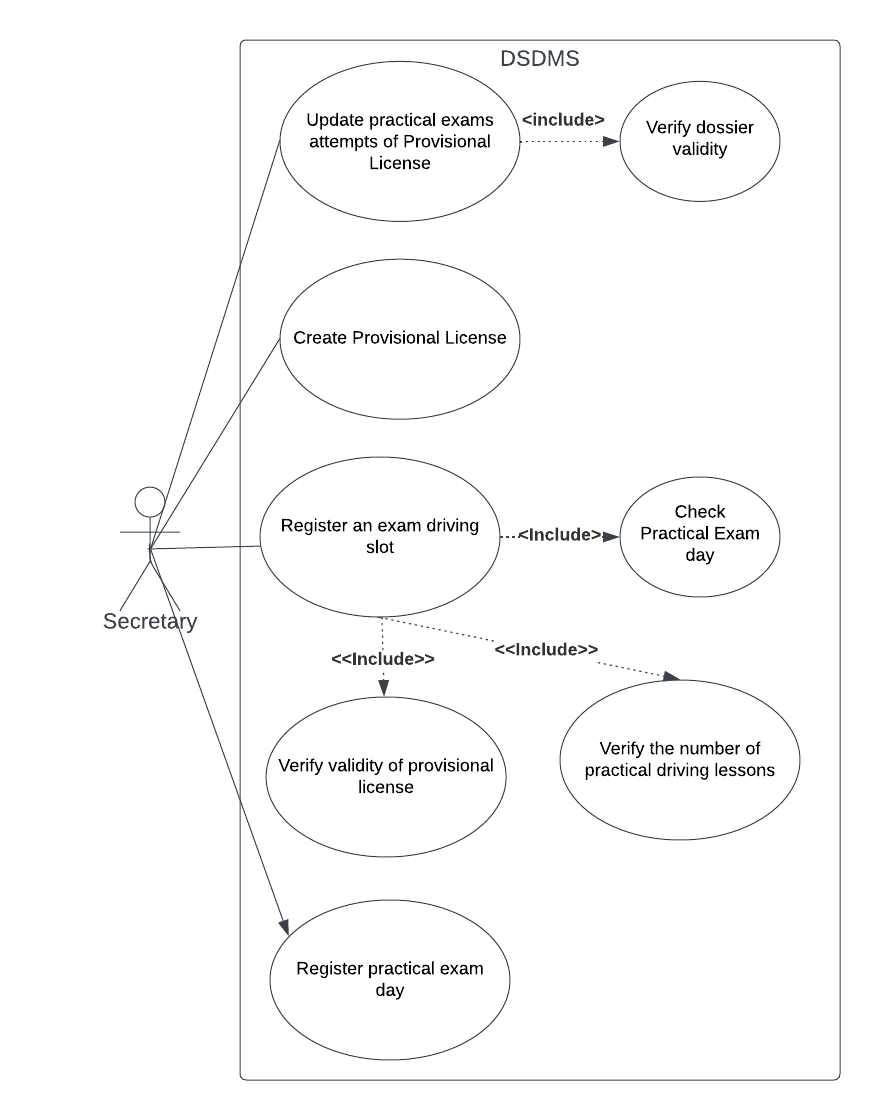 DSDMS
Update practical exams
attempts of Provisional
License
<include>
Verify dossier
validity
Create Provisional License
Register an exam driving
slot
<Include>
Check
Practical Exam
day
Secretary
<<Include>>
<<Include>>
Verify validity of provisional
license
Verify the number of
practical driving lessons
Register practical exam
day